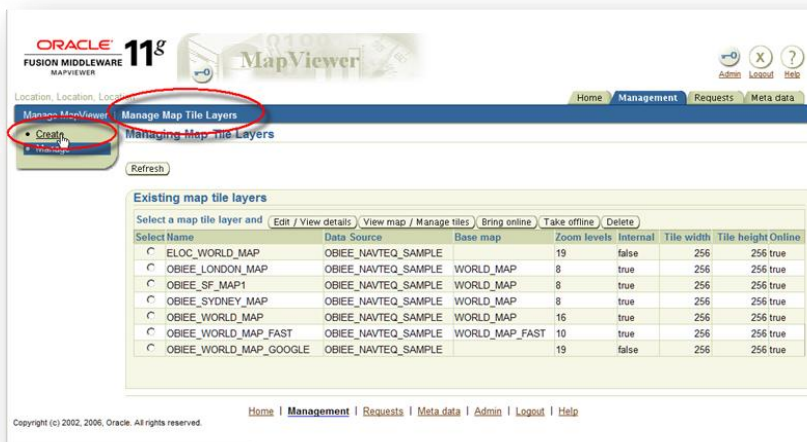 ORACLE
FUSION MIDDLEWARE 11g
MAPVIEWER
MapViewer
Admin Logout Help
Location, Location, Location
Home Management Requests Meta data
Manage MapViewer | Manage Map Tile Layers
Create
Manage
Managing Map Tile Layers
Refresh
Existing map tile layers
Select a map tile layer and Edit / View details View map / Manage tiles Bring online Take offline Delete
Select Name Data Source Base map Zoom levels Internal Tile width Tile height Online
ELOC_WORLD_MAP OBIEE_NAVTEQ_SAMPLE 19 false 256 256 true
OBIEE_LONDON_MAP OBIEE_NAVTEQ_SAMPLE WORLD_MAP 8 true 256 256 true
OBIEE_SF_MAP1 OBIEE_NAVTEQ_SAMPLE WORLD_MAP 8 true 256 256 true
OBIEE_SYDNEY_MAP OBIEE_NAVTEQ_SAMPLE WORLD_MAP 8 true 256 256 true
OBIEE_WORLD_MAP OBIEE_NAVTEQ_SAMPLE WORLD_MAP 16 true 256 256 true
OBIEE_WORLD_MAP_FAST OBIEE_NAVTEQ_SAMPLE WORLD_MAP_FAST 10 true 256 256 true
OBIEE_WORLD_MAP_GOOGLE OBIEE_NAVTEQ_SAMPLE 19 false 256 256 true
Home | Management | Requests | Meta data | Admin | Logout | Help
Copyright (c) 2002, 2006, Oracle. All rights reserved.